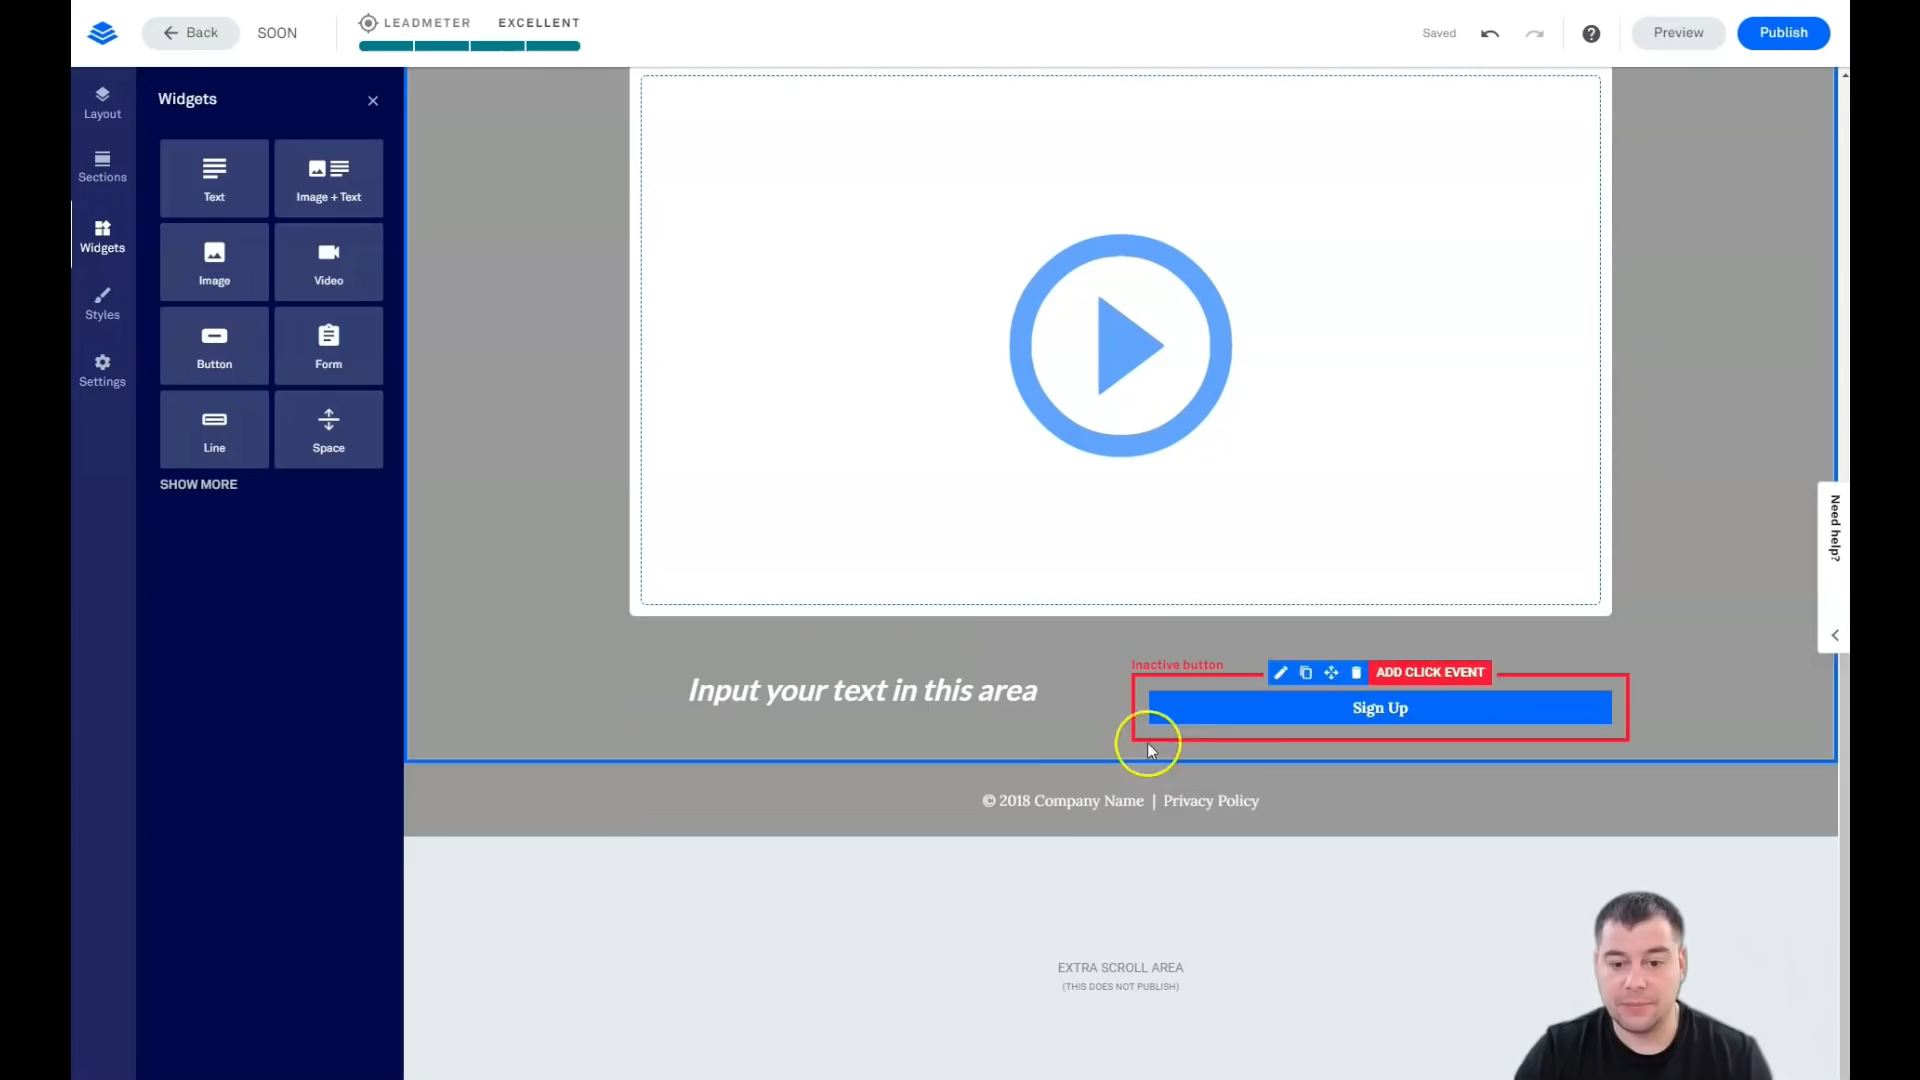 Back
SOON
LEADMETER EXCELLENT
Saved
Preview
Publish
Layout
Sections
Widgets
Styles
Settings
Widgets
Text
Image + Text
Image
Video
Button
Form
Line
Space
SHOW MORE
Need help?
Input your text in this area
Inactive button
ADD CLICK EVENT
Sign Up
© 2018 Company Name | Privacy Policy
EXTRA SCROLL AREA
(THIS DOES NOT PUBLISH)